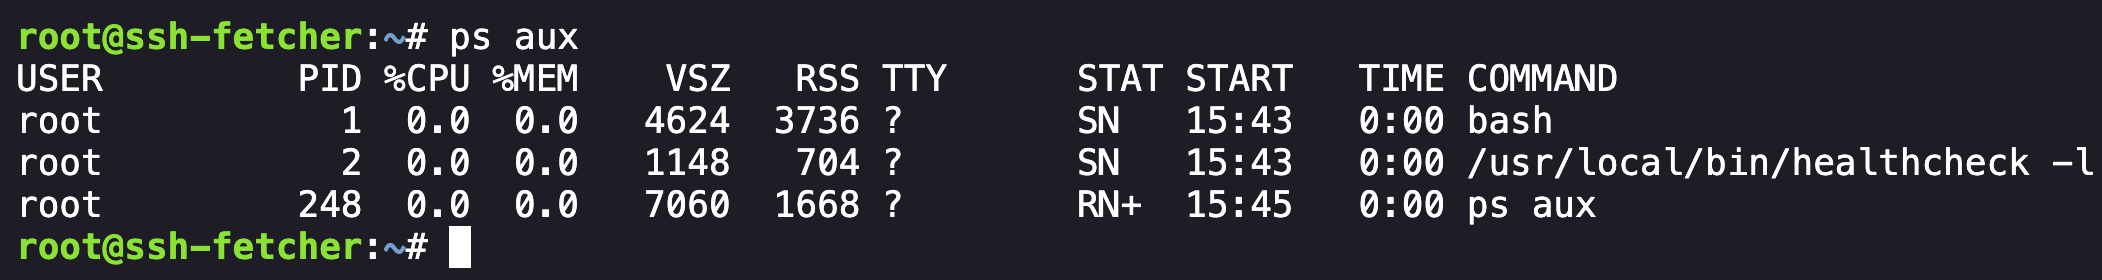 root@ssh-fetcher:~# ps aux
USER         PID %CPU %MEM    VSZ   RSS TTY      STAT START   TIME COMMAND
root           1  0.0  0.0   4624  3736 ?        SN   15:43   0:00 bash
root           2  0.0  0.0   1148   704 ?        SN   15:43   0:00 /usr/local/bin/healthcheck -l
root         248  0.0  0.0   7060  1668 ?        RN+  15:45   0:00 ps aux
root@ssh-fetcher:~#